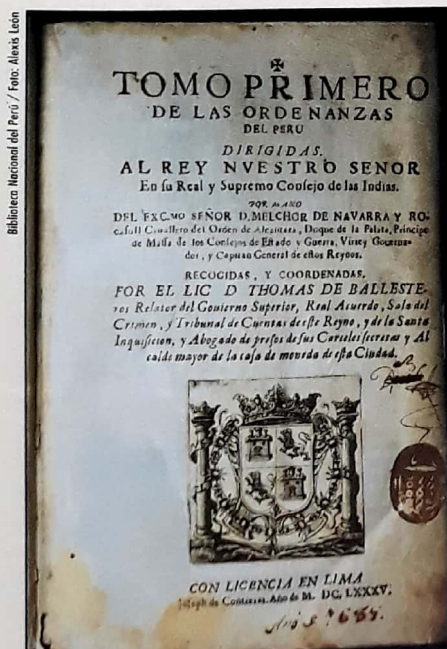 Biblioteca Nacional del Perú / Foto: Alexis León
TOMO PRIMERO
DE LAS ORDENANZAS
DEL PERU
DIRIGIDAS.
AL REY NVESTRO SENOR
En su Real y Supremo Consejo de las Indias.
POR MANO
DEL EXC.MO SEÑOR D. MELCHOR DE NAVARRA Y RO-
cafull Cavallero del Orden de Alcantara, Duque de la Palata, Principe
de Massa de los Consejos de Estado y Guerra, Virrey Governa-
dor, y Capitan General de estos Reynos.
RECOGIDAS, Y COORDENADAS,
POR EL LIC D THOMAS DE BALLESTE-
ros Relator del Govierno Superior, Real Acuerdo, Sala del
Crimen, y Tribunal de Cuentas de este Reyno, y de la Santa
Inquisicion, y Abogado de presos de sus Carceles secretas y Al
calde mayor de la casa de moneda de esta Ciudad.
CON LICENCIA EN LIMA
Joseph de Contreras. Año de M. DC, LXXXV.